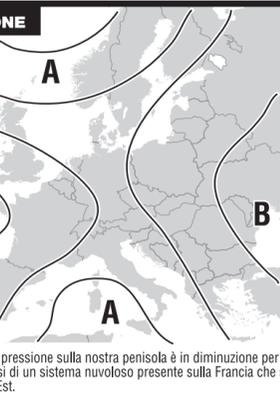 ONE
A
B
A
pressione sulla nostra penisola è in diminuzione per
si di un sistema nuvoloso presente sulla Francia che s
Est.